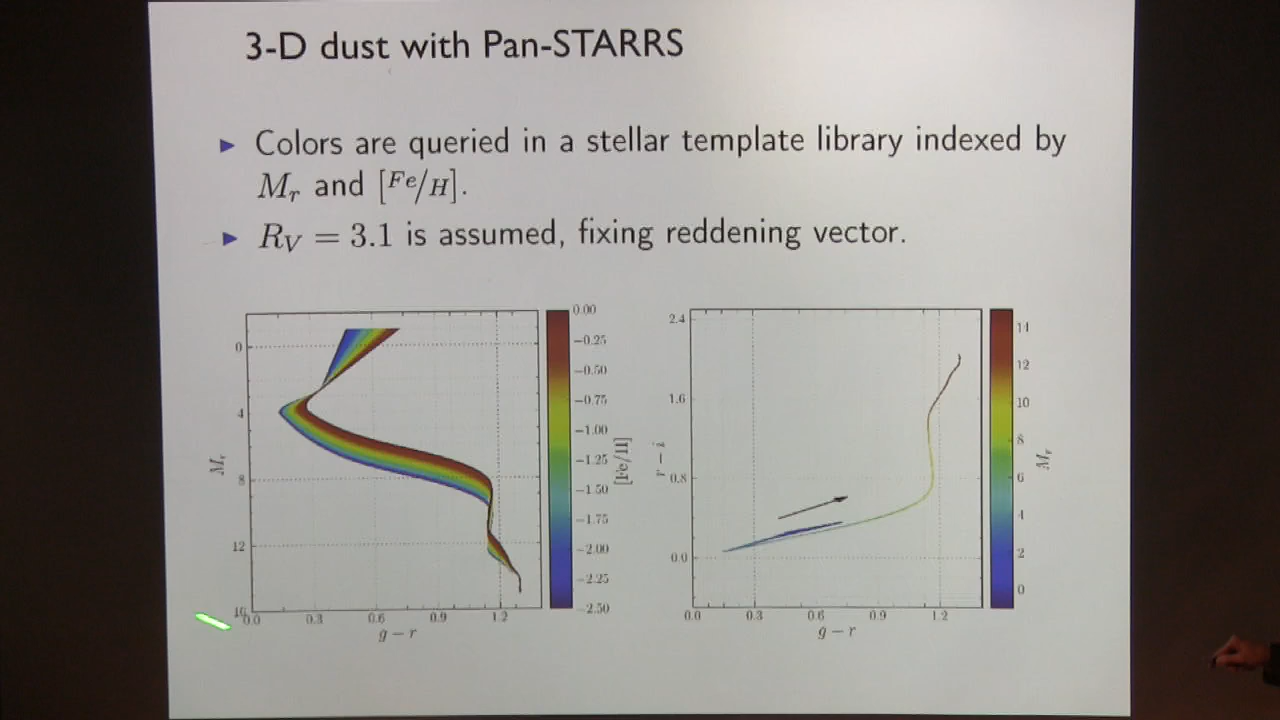 3-D dust with Pan-STARRS
Colors are queried in a stellar template library indexed by
M_r and [Fe/H].
R_V = 3.1 is assumed, fixing reddening vector.
0
4
8
12
16
M_r
0.0 0.3 0.6 0.9 1.2
g − r
0.00
−0.25
−0.50
−0.75
−1.00
−1.25
−1.50
−1.75
−2.00
−2.25
−2.50
[Fe/H]
2.4
1.6
0.8
0.0
r − i
0.0 0.3 0.6 0.9 1.2
g − r
14
12
10
8
6
4
2
0
M_r